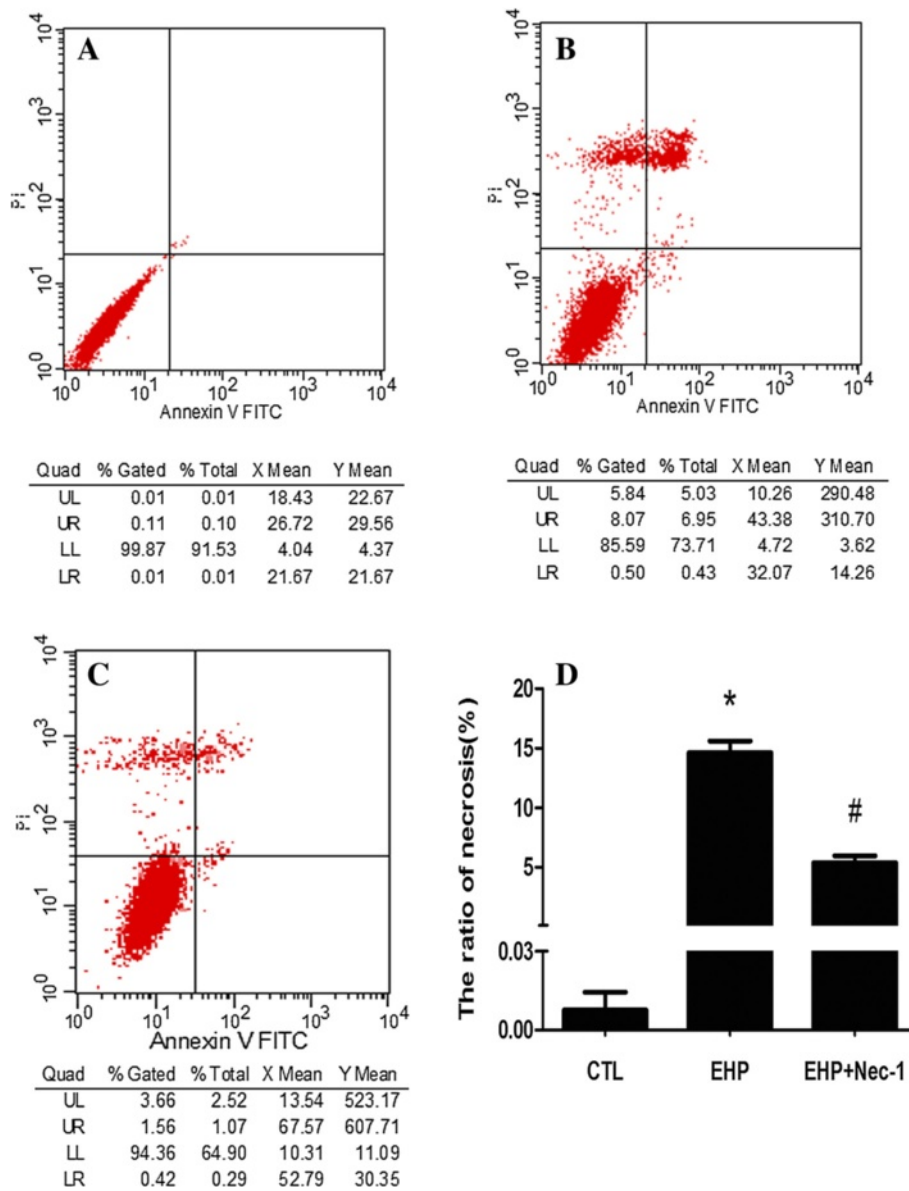 A
10^4
10^3
10^2
10^1
10^0
PI
10^0 10^1 10^2 10^3 10^4
Annexin V FITC
Quad % Gated % Total X Mean Y Mean
UL 0.01 0.01 18.43 22.67
UR 0.11 0.10 26.72 29.56
LL 99.87 91.53 4.04 4.37
LR 0.01 0.01 21.67 21.67
B
10^4
10^3
10^2
10^1
10^0
PI
10^0 10^1 10^2 10^3 10^4
Annexin V FITC
Quad % Gated % Total X Mean Y Mean
UL 5.84 5.03 10.26 290.48
UR 8.07 6.95 43.38 310.70
LL 85.59 73.71 4.72 3.62
LR 0.50 0.43 32.07 14.26
C
10^4
10^3
10^2
10^1
10^0
PI
10^0 10^1 10^2 10^3 10^4
Annexin V FITC
Quad % Gated % Total X Mean Y Mean
UL 3.66 2.52 13.54 523.17
UR 1.56 1.07 67.57 607.71
LL 94.36 64.90 10.31 11.09
LR 0.42 0.29 52.79 30.35
D
The ratio of necrosis(%)
20
15
10
5
0.03
0.00
*
#
CTL EHP EHP+Nec-1